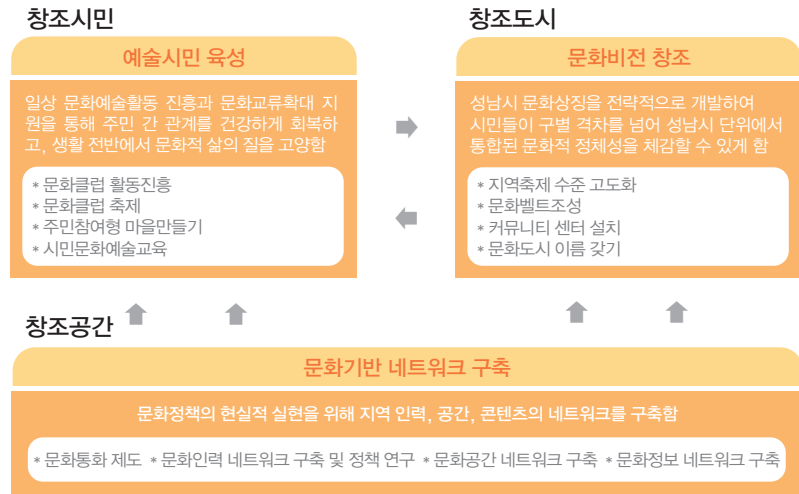 창조시민
예술시민 육성
일상 문화예술활동 진흥과 문화교류확대 지
원을 통해 주민 간 관계를 건강하게 회복하
고, 생활 전반에서 문화적 삶의 질을 고양함
* 문화클럽 활동진흥
* 문화클럽 축제
* 주민참여형 마을만들기
* 시민문화예술교육
창조도시
문화비전 창조
성남시 문화상징을 전략적으로 개발하여
시민들이 구별 격차를 넘어 성남시 단위에서
통합된 문화적 정체성을 체감할 수 있게 함
* 지역축제 수준 고도화
* 문화벨트조성
* 커뮤니티 센터 설치
* 문화도시 이름 갖기
창조공간
문화기반 네트워크 구축
문화정책의 현실적 실현을 위해 지역 인력, 공간, 콘텐츠의 네트워크를 구축함
* 문화통화 제도 * 문화인력 네트워크 구축 및 정책 연구 * 문화공간 네트워크 구축 * 문화정보 네트워크 구축